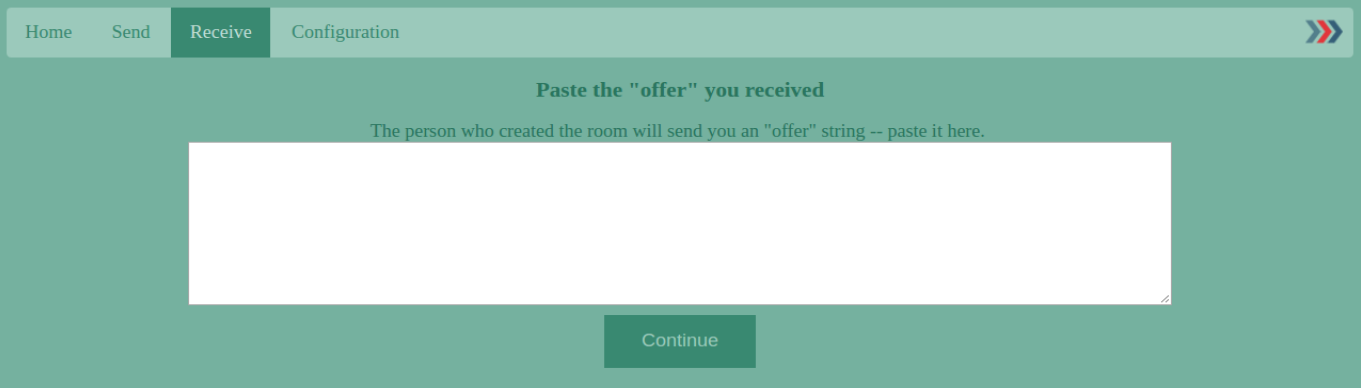 Home Send Receive Configuration
Paste the "offer" you received
The person who created the room will send you an "offer" string -- paste it here.
Continue